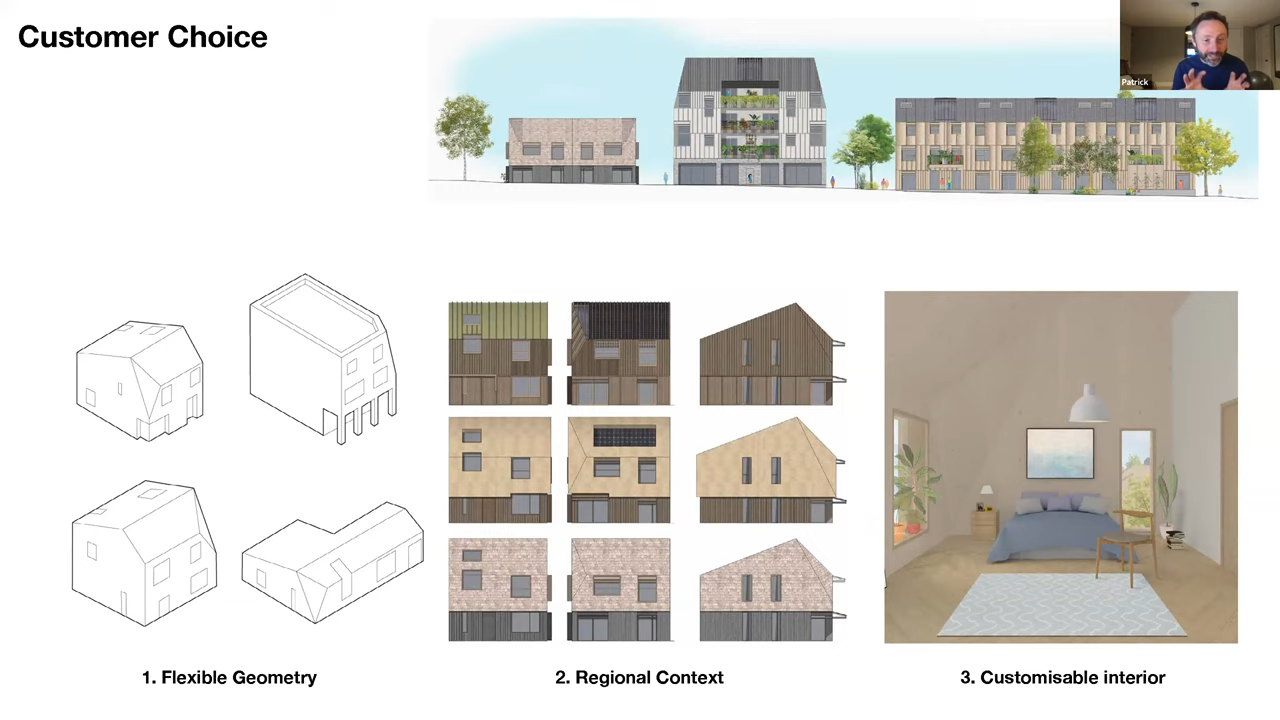 Customer Choice
Patrick
1. Flexible Geometry
2. Regional Context
3. Customisable interior